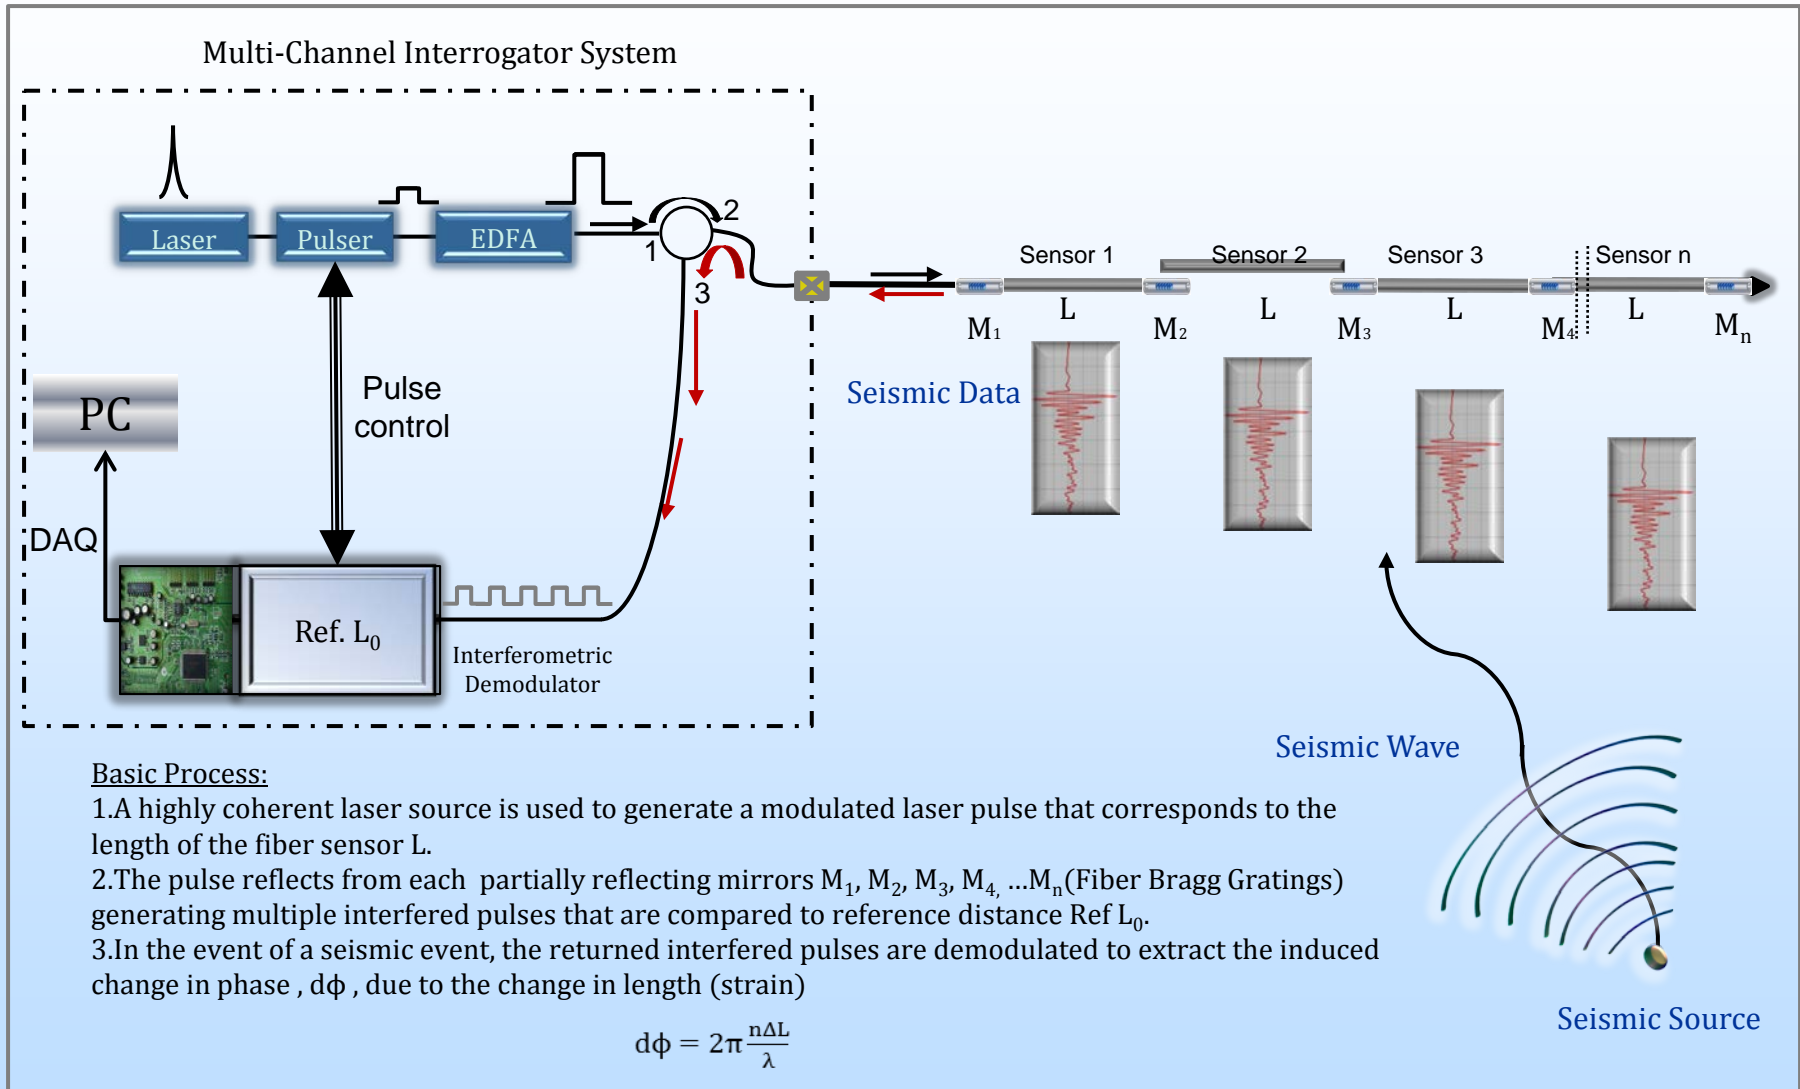 Multi-Channel Interrogator System
Laser
Pulser
EDFA
1
2
3
Sensor 1
Sensor 2
Sensor 3
Sensor n
L
L
L
L
M₁
M₂
M₃
M₄
Mₙ
PC
Pulse
control
Seismic Data
DAQ
Ref. L₀
Interferometric
Demodulator
Seismic Wave
Seismic Source
Basic Process:
1.A highly coherent laser source is used to generate a modulated laser pulse that corresponds to the
length of the fiber sensor L.
2.The pulse reflects from each partially reflecting mirrors M₁, M₂, M₃, M₄, ...Mₙ(Fiber Bragg Gratings)
generating multiple interfered pulses that are compared to reference distance Ref L₀.
3.In the event of a seismic event, the returned interfered pulses are demodulated to extract the induced
change in phase , dϕ , due to the change in length (strain)
dϕ = 2π nΔL/λ